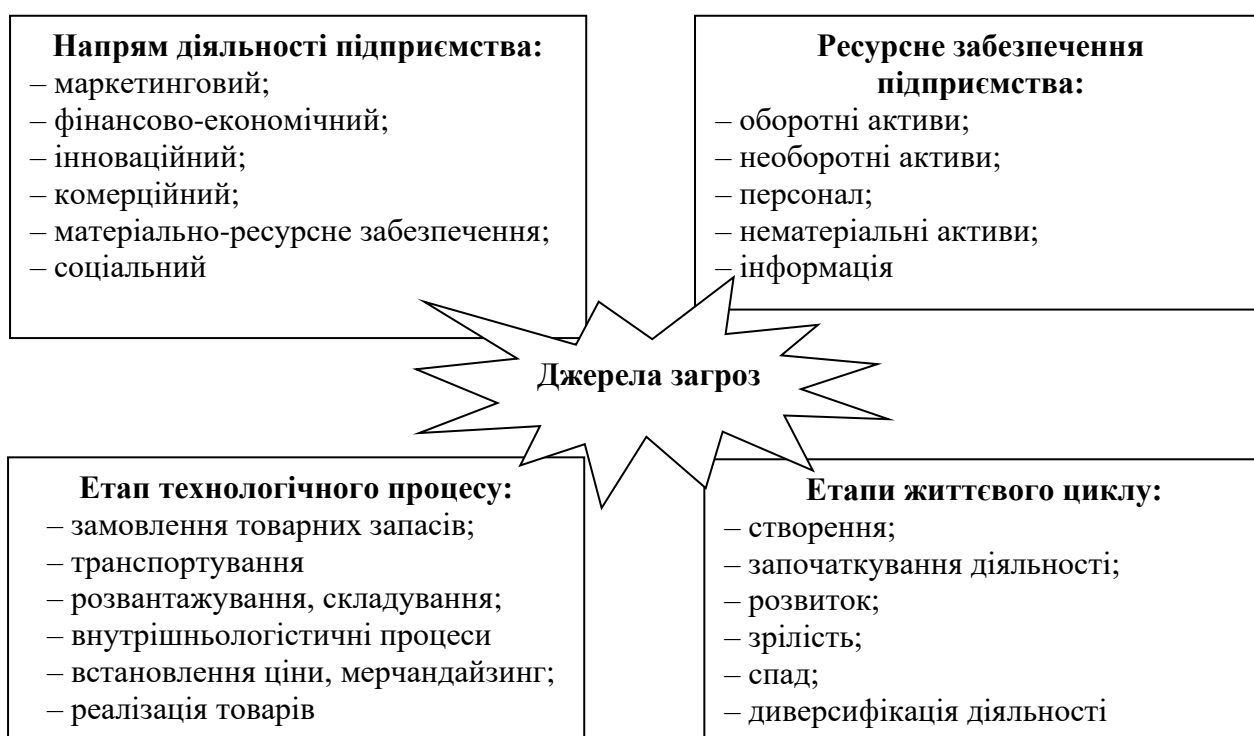 Напрям діяльності підприємства:
– маркетинговий;
– фінансово-економічний;
– інноваційний;
– комерційний;
– матеріально-ресурсне забезпечення;
– соціальний
Ресурсне забезпечення
підприємства:
– оборотні активи;
– необоротні активи;
– персонал;
– нематеріальні активи;
– інформація
Джерела загроз
Етап технологічного процесу:
– замовлення товарних запасів;
– транспортування
– розвантажування, складування;
– внутрішньологістичні процеси
– встановлення ціни, мерчандайзинг;
– реалізація товарів
Етапи життєвого циклу:
– створення;
– започаткування діяльності;
– розвиток;
– зрілість;
– спад;
– диверсифікація діяльності